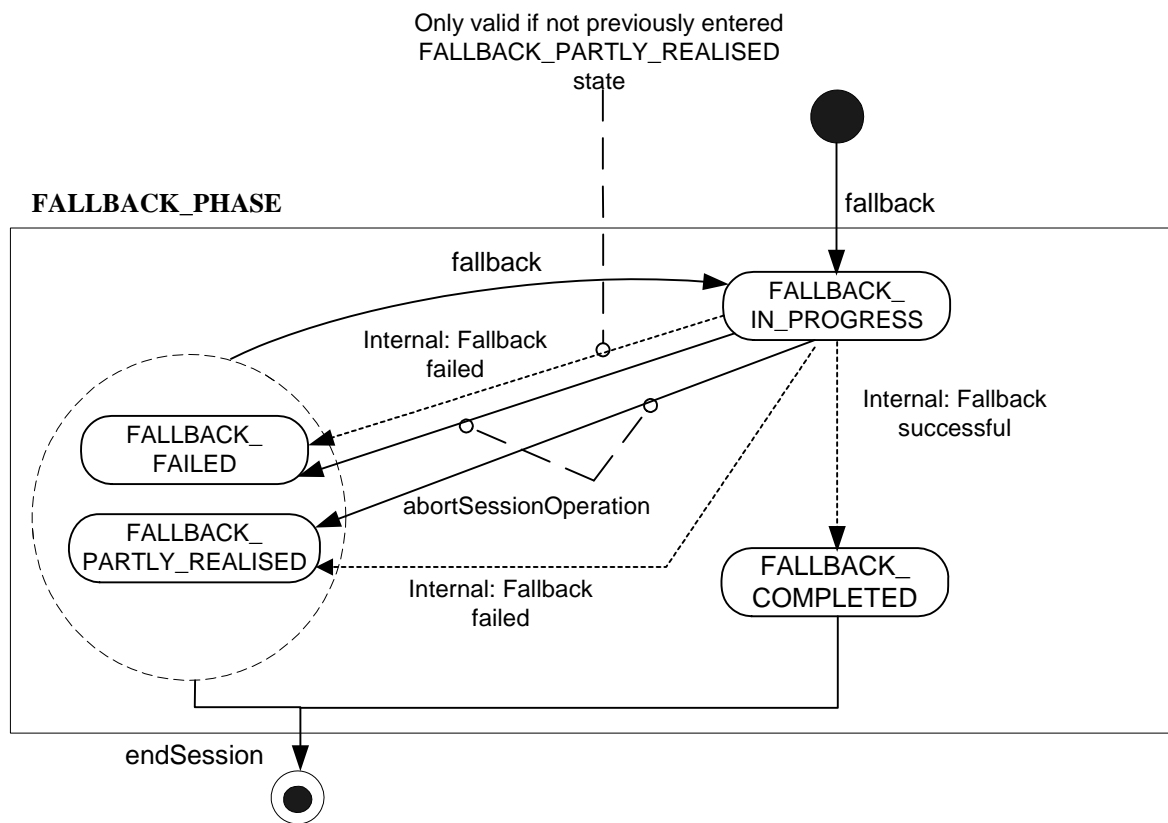 Only valid if not previously entered
FALLBACK_PARTLY_REALISED
state
FALLBACK_PHASE
fallback
fallback
FALLBACK_
IN_PROGRESS
Internal: Fallback
failed
Internal: Fallback
successful
FALLBACK_
FAILED
abortSessionOperation
FALLBACK_
PARTLY_REALISED
FALLBACK_
COMPLETED
Internal: Fallback
failed
endSession